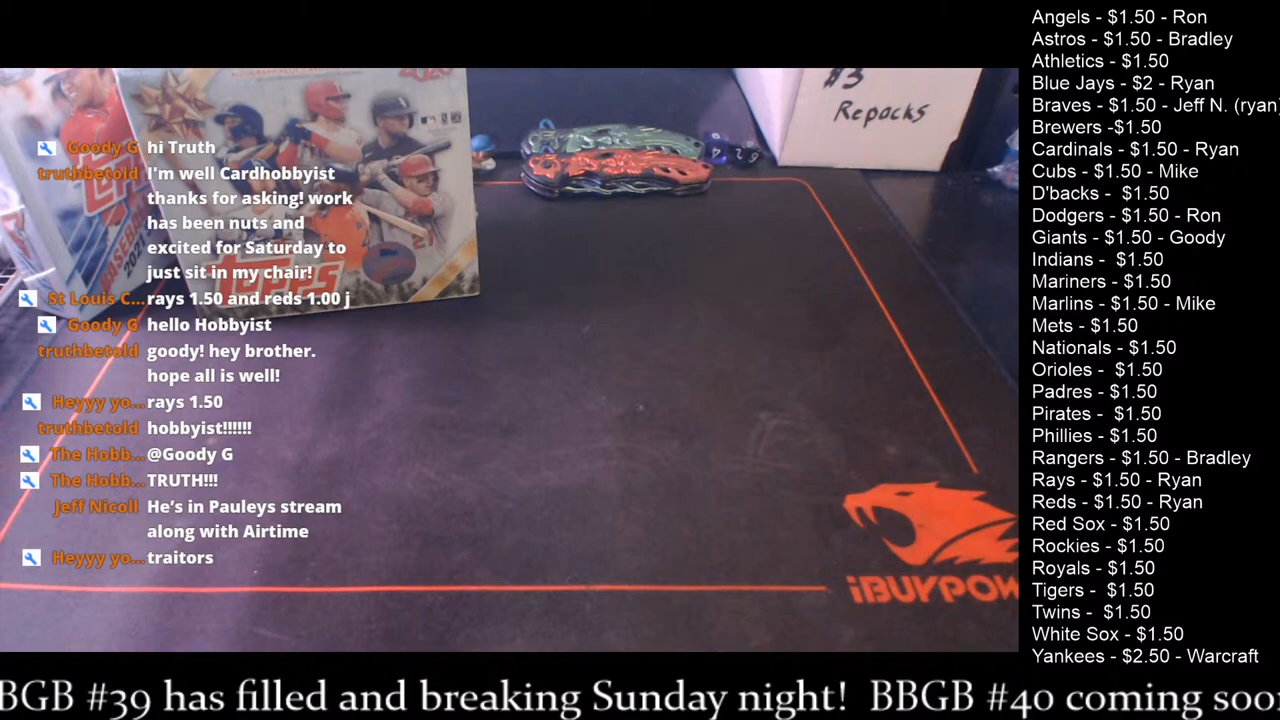 #3
Repacks
topps
27
Goody G hi Truth
truthbetold I'm well Cardhobbyist
thanks for asking! work
has been nuts and
excited for Saturday to
just sit in my chair!
St Louis C... rays 1.50 and reds 1.00 j
Goody G hello Hobbyist
truthbetold goody! hey brother.
hope all is well!
Heyyy yo... rays 1.50
truthbetold hobbyist!!!!!!
The Hobb... @Goody G
The Hobb... TRUTH!!!
Jeff Nicoll He's in Pauleys stream
along with Airtime
Heyyy yo... traitors
iBUYPOW
Angels - $1.50 - Ron
Astros - $1.50 - Bradley
Athletics - $1.50
Blue Jays - $2 - Ryan
Braves - $1.50 - Jeff N. (ryan)
Brewers -$1.50
Cardinals - $1.50 - Ryan
Cubs - $1.50 - Mike
D'backs - $1.50
Dodgers - $1.50 - Ron
Giants - $1.50 - Goody
Indians - $1.50
Mariners - $1.50
Marlins - $1.50 - Mike
Mets - $1.50
Nationals - $1.50
Orioles - $1.50
Padres - $1.50
Pirates - $1.50
Phillies - $1.50
Rangers - $1.50 - Bradley
Rays - $1.50 - Ryan
Reds - $1.50 - Ryan
Red Sox - $1.50
Rockies - $1.50
Royals - $1.50
Tigers - $1.50
Twins - $1.50
White Sox - $1.50
Yankees - $2.50 - Warcraft
BGB #39 has filled and breaking Sunday night! BBGB #40 coming soo